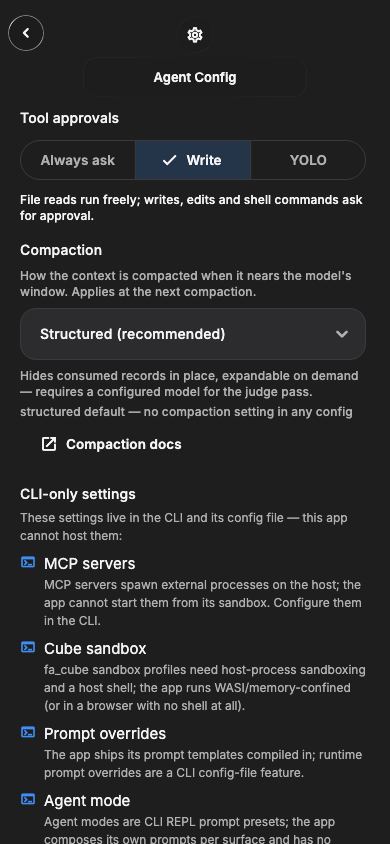 Agent Config
Tool approvals
Always ask
Write
YOLO
File reads run freely; writes, edits and shell commands ask
for approval.
Compaction
How the context is compacted when it nears the model's
window. Applies at the next compaction.
Structured (recommended)
Hides consumed records in place, expandable on demand
— requires a configured model for the judge pass.
structured default — no compaction setting in any config
Compaction docs
CLI-only settings
These settings live in the CLI and its config file — this app
cannot host them:
MCP servers
MCP servers spawn external processes on the host; the
app cannot start them from its sandbox. Configure them
in the CLI.
Cube sandbox
fa_cube sandbox profiles need host-process sandboxing
and a host shell; the app runs WASI/memory-confined
(or in a browser with no shell at all).
Prompt overrides
The app ships its prompt templates compiled in; runtime
prompt overrides are a CLI config-file feature.
Agent mode
Agent modes are CLI REPL prompt presets; the app
composes its own prompts per surface and has no